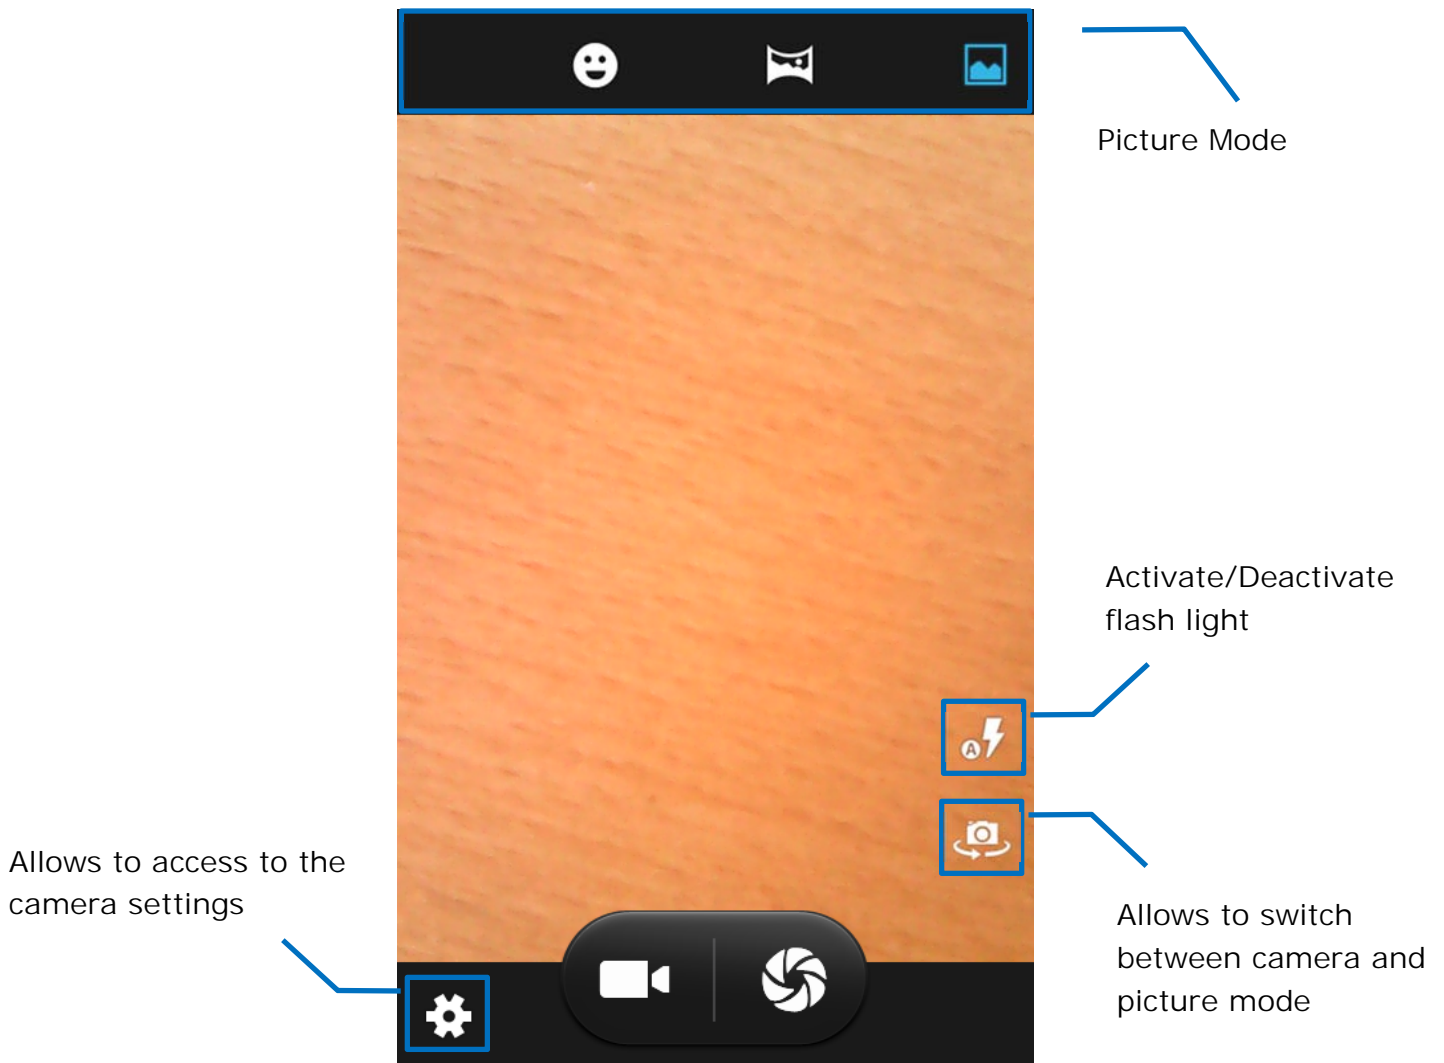 Picture Mode
Activate/Deactivate
flash light
A
Allows to access to the
camera settings
Allows to switch
between camera and
picture mode